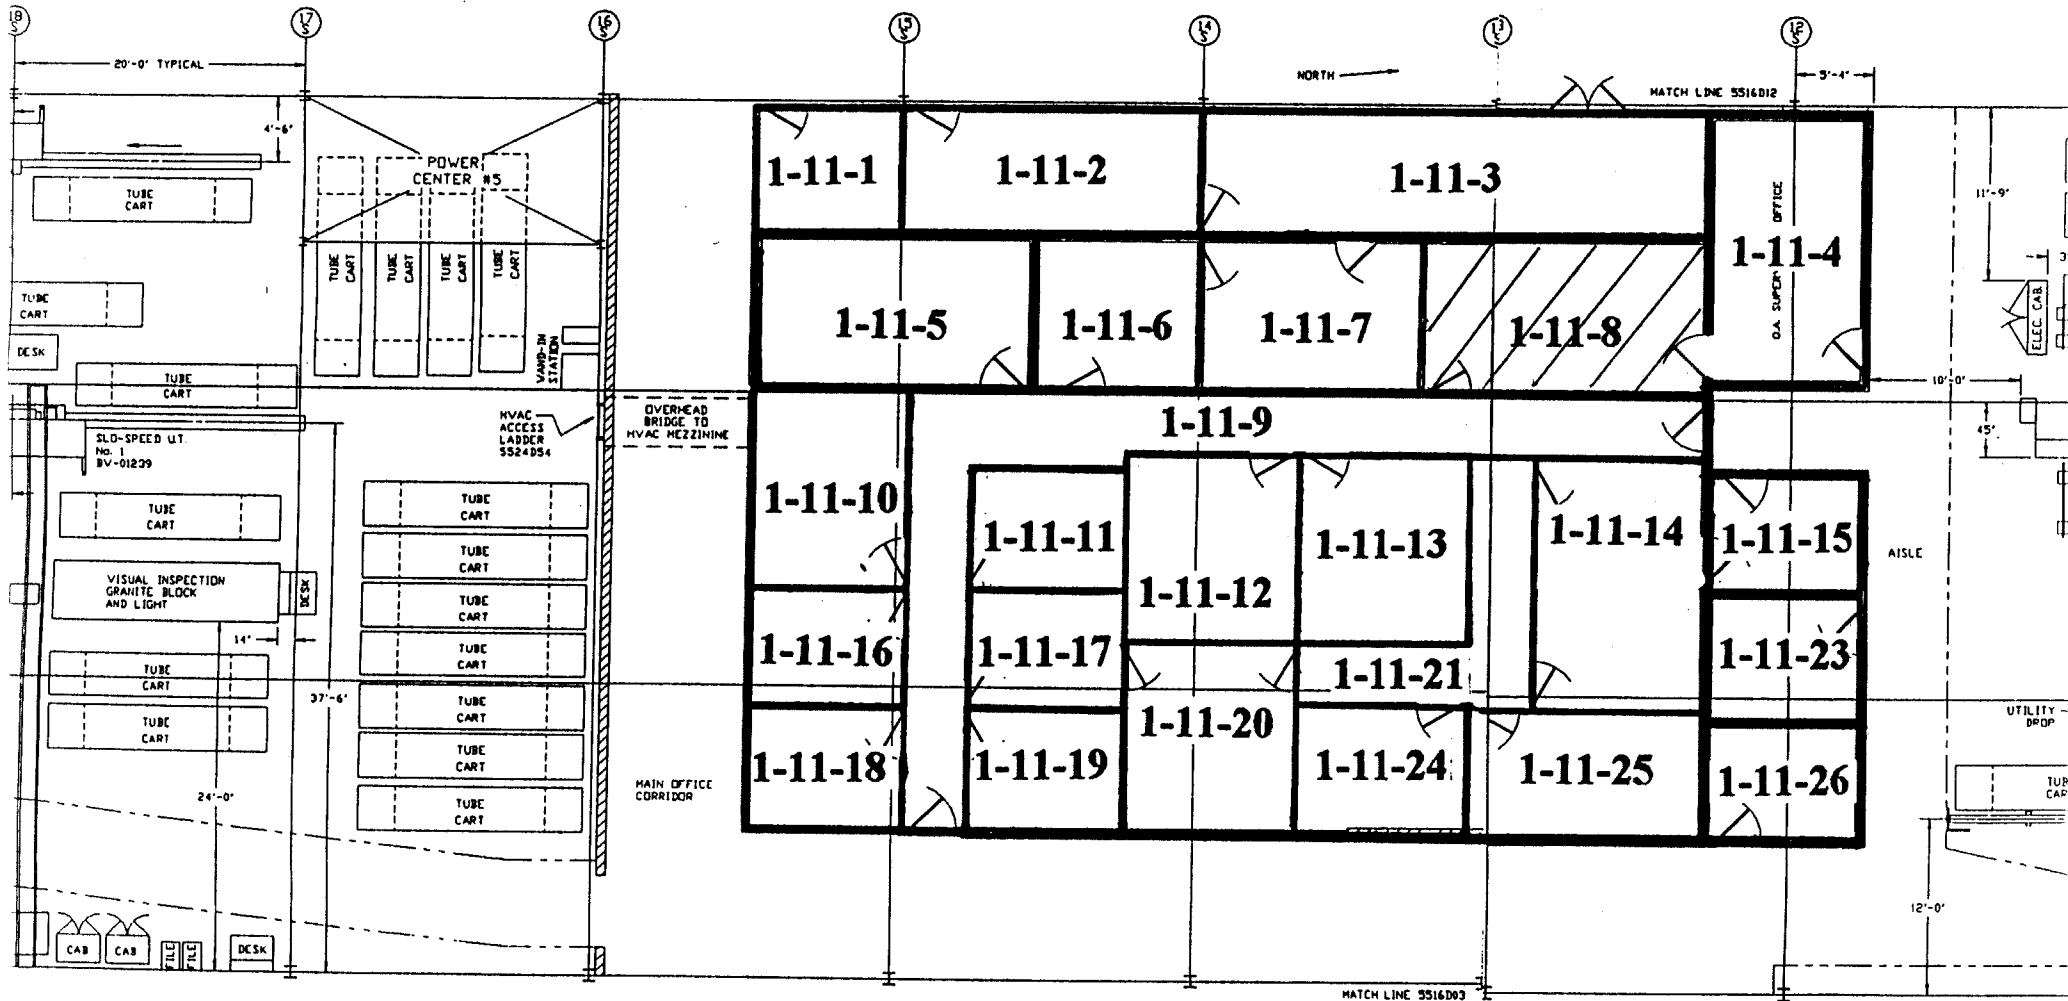 18
S
17
S
16
S
15
S
14
S
13
S
12
S
20'-0" TYPICAL
NORTH
5'-4"
MATCH LINE 5516D12
4'-6"
POWER
CENTER #5
TUBE
CART
TUBE
CART
TUBE
CART
TUBE
CART
TUBE
CART
1-11-1
1-11-2
1-11-3
Q.A. SUPERV OFFICE
1-11-4
11'-9"
ELEC. CAB.
TUBE
CART
DESK
WAND-IN
STATION
1-11-5
1-11-6
1-11-7
1-11-8
TUBE
CART
10'-0"
HVAC
ACCESS
LADDER
5524D54
OVERHEAD
BRIDGE TO
HVAC MEZZININE
1-11-9
45"
SLO-SPEED U.T.
No. 1
BV-01239
TUBE
CART
TUBE
CART
1-11-10
1-11-11
1-11-12
1-11-13
1-11-14
1-11-15
AISLE
TUBE
CART
VISUAL INSPECTION
GRANITE BLOCK
AND LIGHT
DESK
14"
TUBE
CART
TUBE
CART
1-11-16
1-11-17
1-11-21
1-11-23
TUBE
CART
37'-6"
TUBE
CART
TUBE
CART
1-11-18
1-11-19
1-11-20
1-11-24
1-11-25
1-11-26
UTILITY
DROP
TUBE
CART
MAIN OFFICE
CORRIDOR
24'-0"
TUBE
CART
TUB
CAR
12'-0"
CAB
CAB
FILE
FILE
DESK
MATCH LINE 5516D03